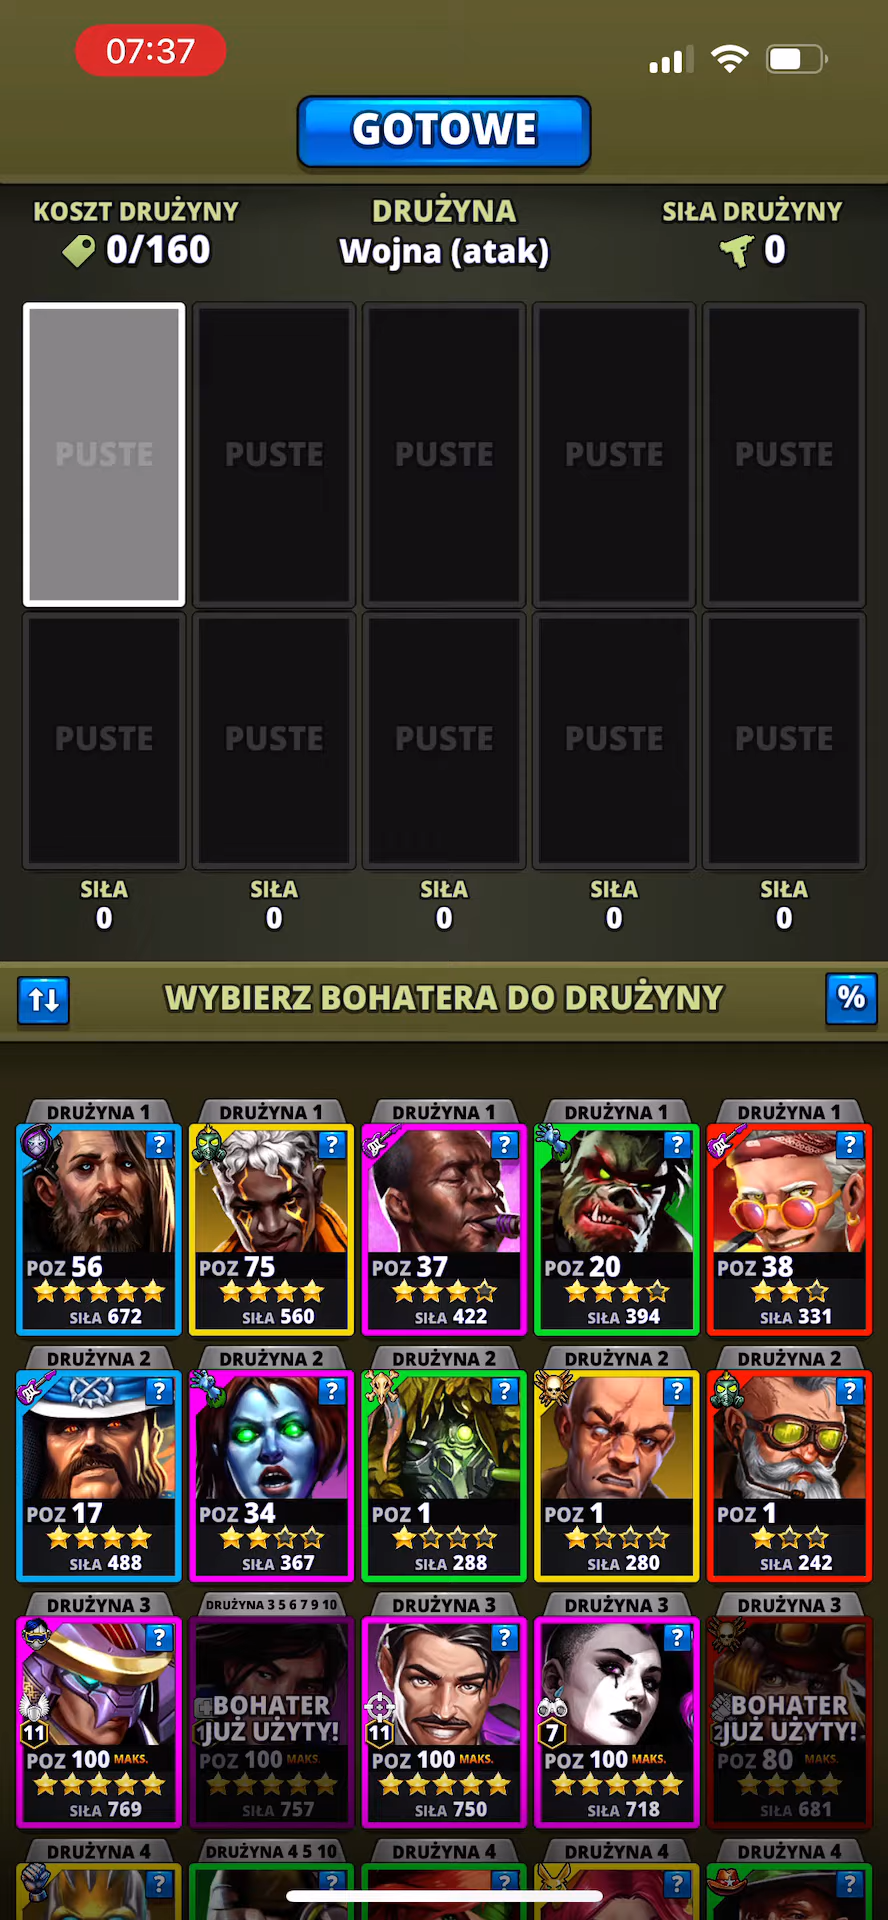 07:37
GOTOWE
KOSZT DRUŻYNY
0/160
DRUŻYNA
Wojna (atak)
SIŁA DRUŻYNY
0
PUSTE PUSTE PUSTE PUSTE PUSTE
PUSTE PUSTE PUSTE PUSTE PUSTE
SIŁA SIŁA SIŁA SIŁA SIŁA
0 0 0 0 0
WYBIERZ BOHATERA DO DRUŻYNY
%
DRUŻYNA 1 DRUŻYNA 1 DRUŻYNA 1 DRUŻYNA 1 DRUŻYNA 1
? ? ? ? ?
POZ 56 POZ 75 POZ 37 POZ 20 POZ 38
SIŁA 672 SIŁA 560 SIŁA 422 SIŁA 394 SIŁA 331
DRUŻYNA 2 DRUŻYNA 2 DRUŻYNA 2 DRUŻYNA 2 DRUŻYNA 2
? ? ? ? ?
POZ 17 POZ 34 POZ 1 POZ 1 POZ 1
SIŁA 488 SIŁA 367 SIŁA 288 SIŁA 280 SIŁA 242
DRUŻYNA 3 DRUŻYNA 3 5 6 7 9 10 DRUŻYNA 3 DRUŻYNA 3 DRUŻYNA 3
? ? ?
BOHATER BOHATER
11 JUŻ UŻYTY! 11 7 JUŻ UŻYTY!
POZ 100 MAKS. POZ 100 MAKS. POZ 100 MAKS. POZ 100 MAKS. POZ 80 MAKS.
SIŁA 769 SIŁA 757 SIŁA 750 SIŁA 718 SIŁA 681
DRUŻYNA 4 DRUŻYNA 4 5 10 DRUŻYNA 4 DRUŻYNA 4 DRUŻYNA 4
? ? ? ? ?